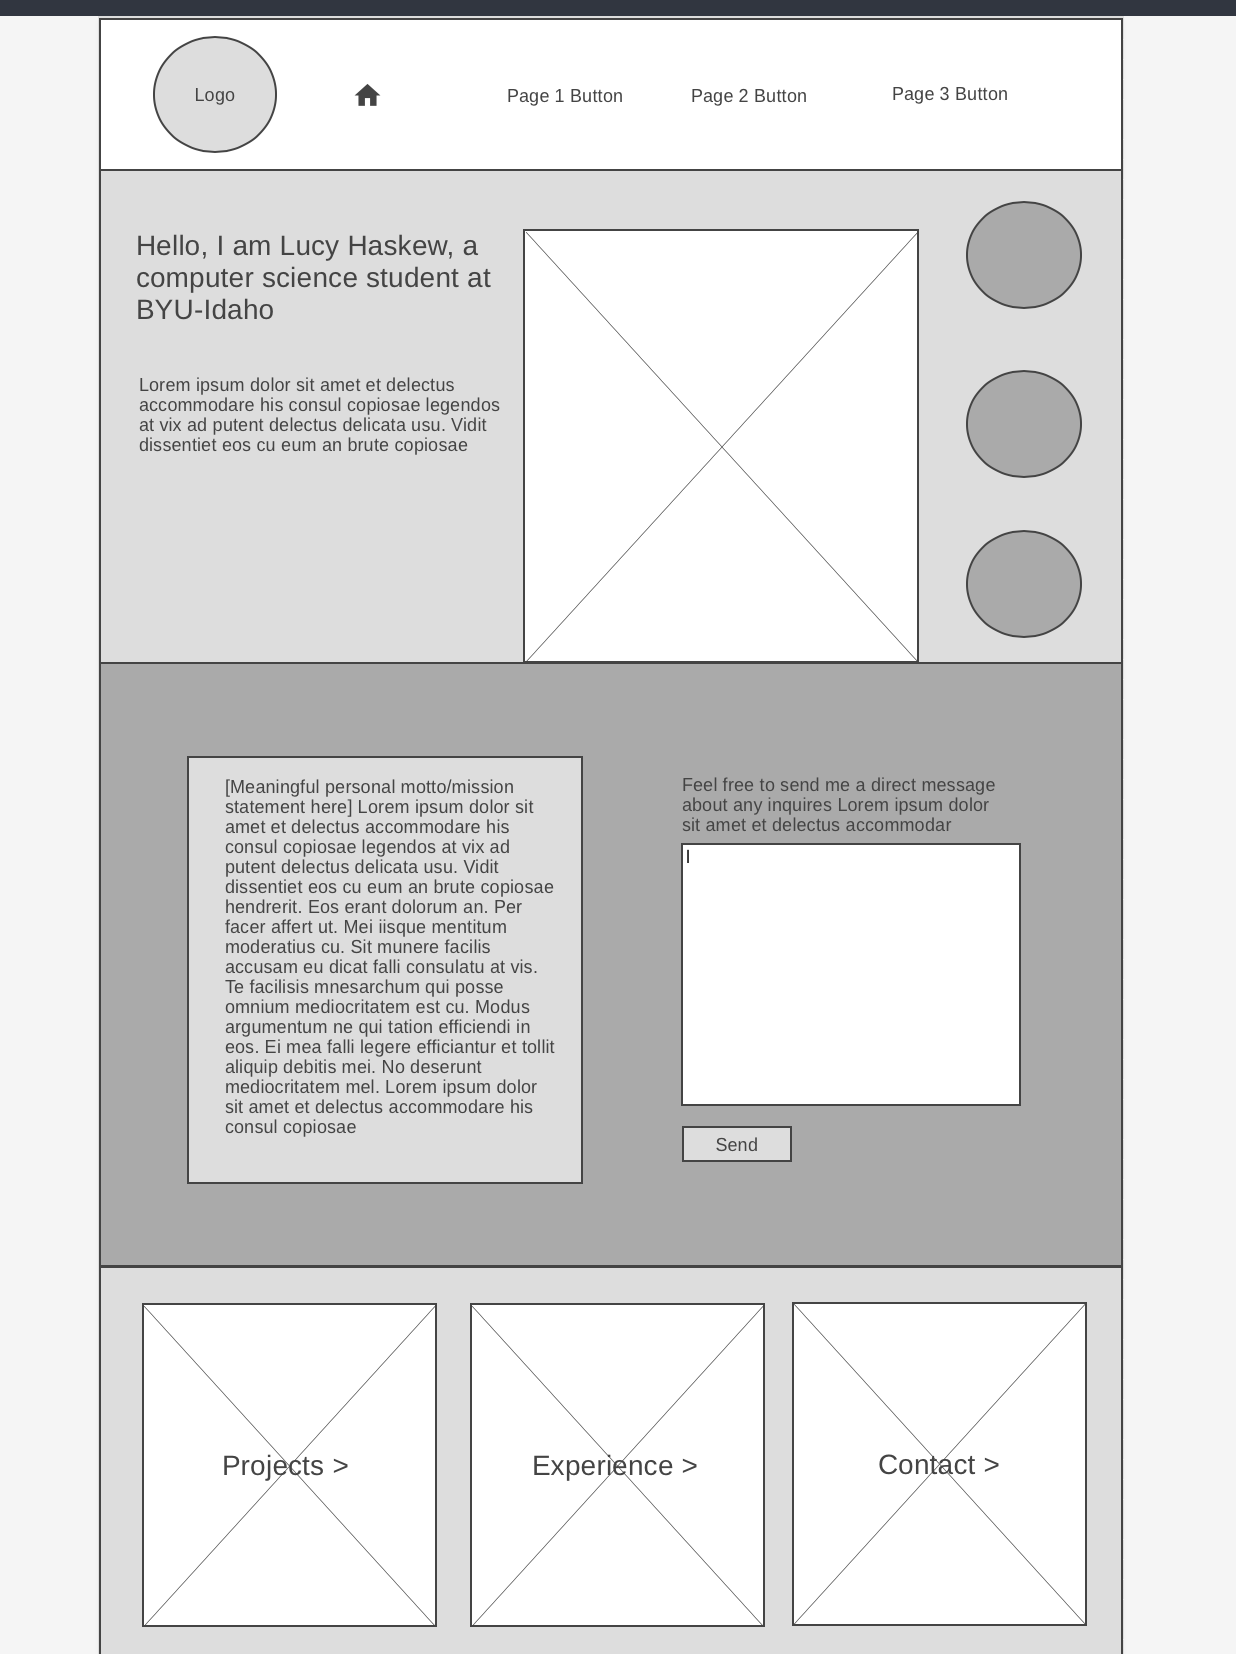 Logo
Page 1 Button
Page 2 Button
Page 3 Button
Hello, I am Lucy Haskew, a
computer science student at
BYU-Idaho
Lorem ipsum dolor sit amet et delectus
accommodare his consul copiosae legendos
at vix ad putent delectus delicata usu. Vidit
dissentiet eos cu eum an brute copiosae
[Meaningful personal motto/mission
statement here] Lorem ipsum dolor sit
amet et delectus accommodare his
consul copiosae legendos at vix ad
putent delectus delicata usu. Vidit
dissentiet eos cu eum an brute copiosae
hendrerit. Eos erant dolorum an. Per
facer affert ut. Mei iisque mentitum
moderatius cu. Sit munere facilis
accusam eu dicat falli consulatu at vis.
Te facilisis mnesarchum qui posse
omnium mediocritatem est cu. Modus
argumentum ne qui tation efficiendi in
eos. Ei mea falli legere efficiantur et tollit
aliquip debitis mei. No deserunt
mediocritatem mel. Lorem ipsum dolor
sit amet et delectus accommodare his
consul copiosae
Feel free to send me a direct message
about any inquires Lorem ipsum dolor
sit amet et delectus accommodar
Send
Projects >
Experience >
Contact >